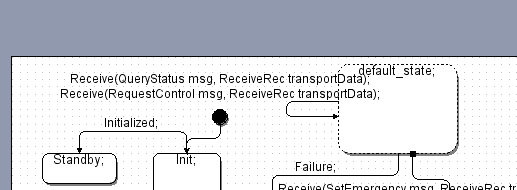 default_state;
Receive(QueryStatus msg, ReceiveRec transportData);
Receive(RequestControl msg, ReceiveRec transportData);
Initialized;
Standby;
Init;
Failure;
Receive(SetEmergency msg, ReceiveRec tr